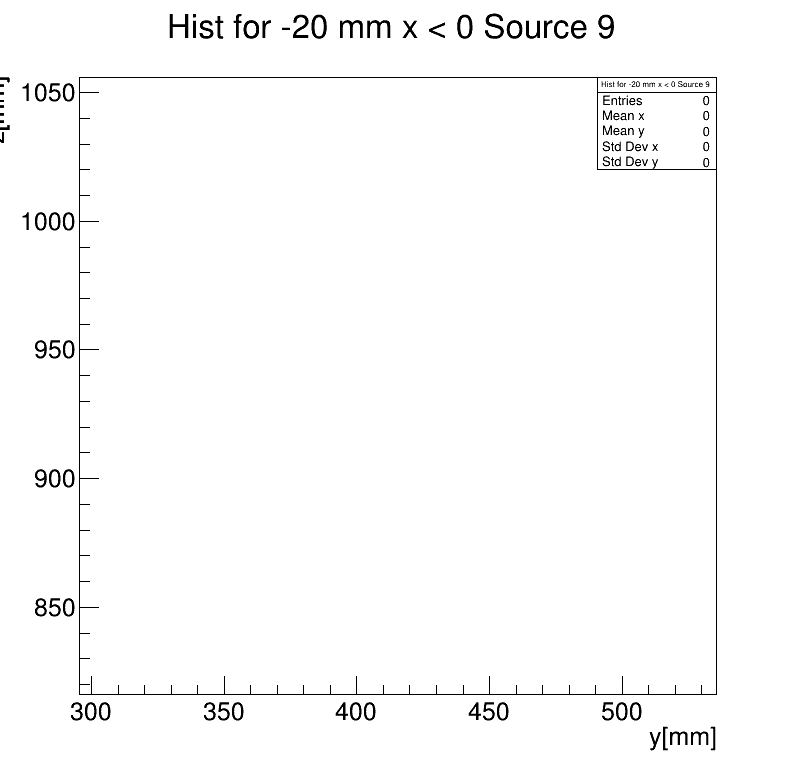 Hist for -20 mm x < 0 Source 9
z[mm]
Hist for -20 mm x < 0 Source 9
Entries 0
Mean x 0
Mean y 0
Std Dev x 0
Std Dev y 0
1050
1000
950
900
850
300 350 400 450 500
y[mm]